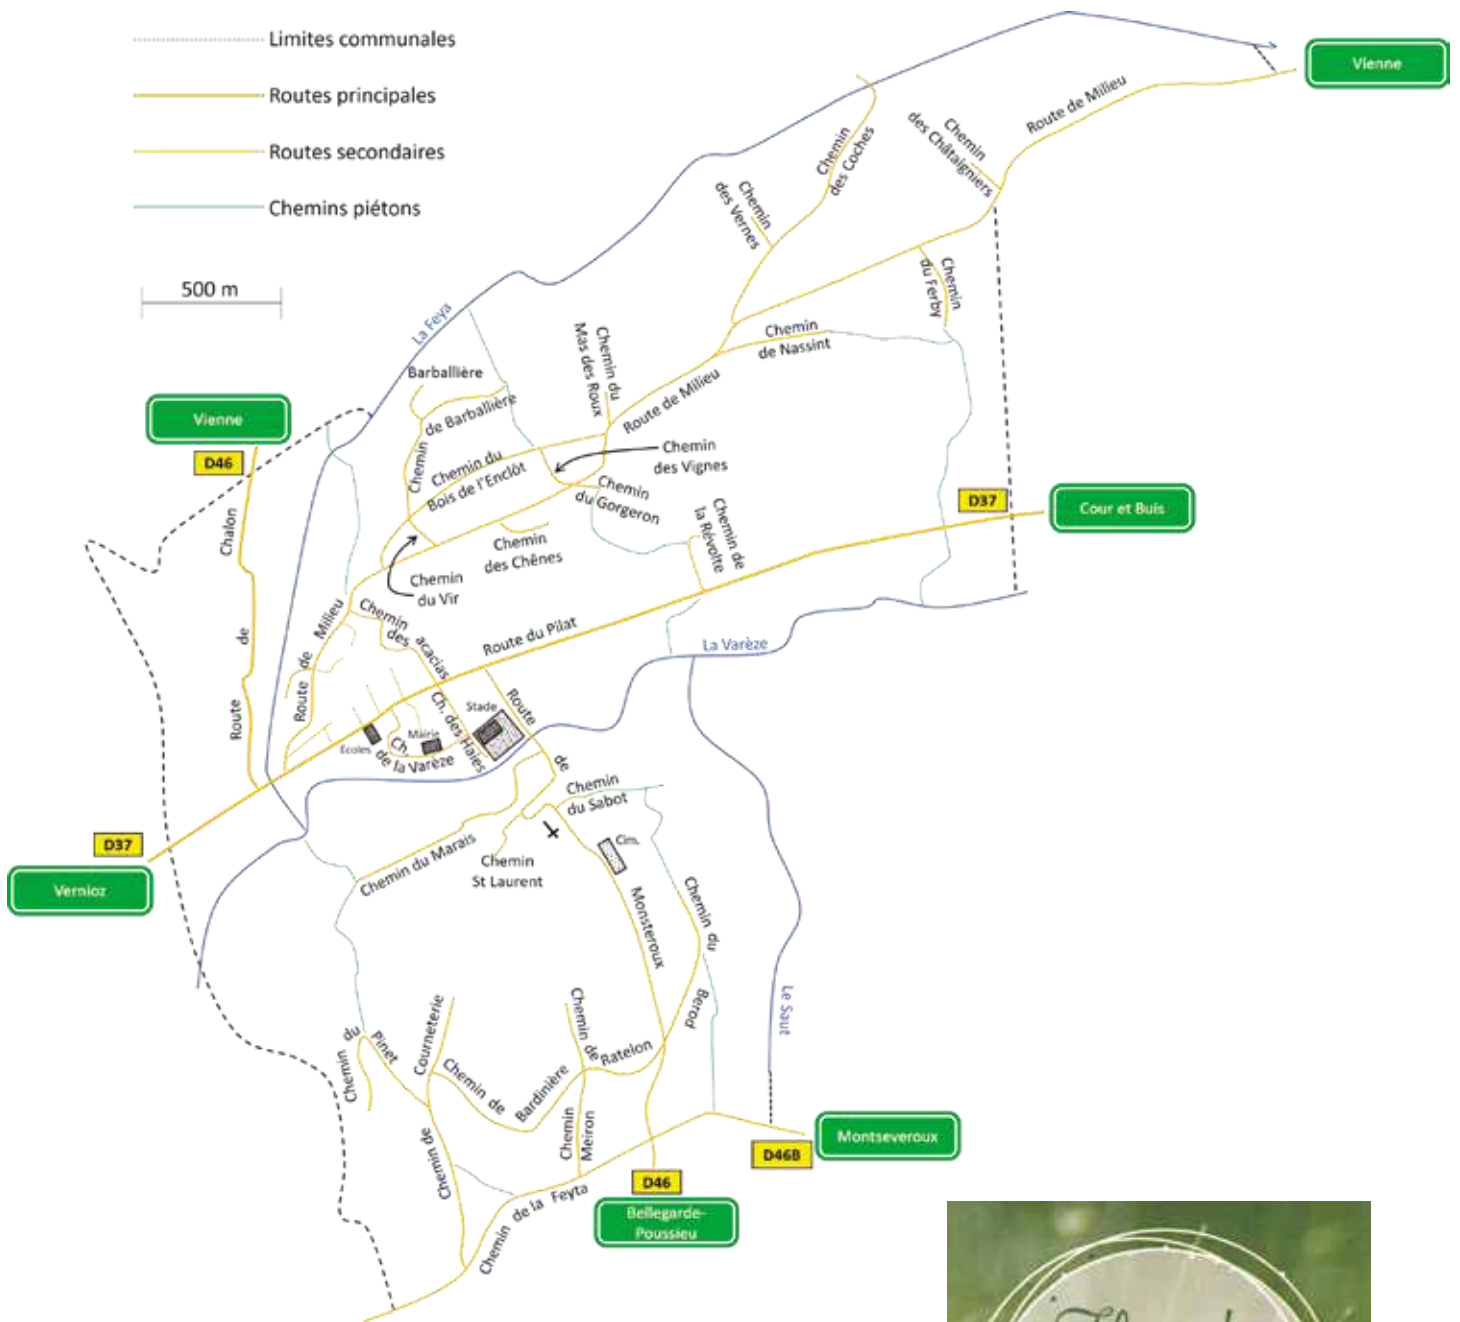 Limites communales
Routes principales
Routes secondaires
Chemins piétons
500 m
Vienne
Route de Milieu
Chemin
des Châtaigniers
Chemin
des Coches
Chemin
des Vernes
Chemin
du Ferby
La Feya
Chemin
de Nassint
Chemin du
Mas des Roux
Route de Milieu
Barballière
Chemin
de Barballière
Vienne
D46
Chemin du
Bois de l'Enclôt
Chemin
des Vignes
Chemin
du Gorgeron
Chemin de
la Révolte
D37
Cour et Buis
Chemin
des Chênes
Chemin
du Vir
Route de Chalon
Route de Milieu
Chemin
des acacias
Route du Pilat
La Varèze
Ch. des Haies
Stade
Route de Monsteroux
Écoles
Mairie
Ch.
de la Varèze
Chemin
du Sabot
D37
Vernioz
Chemin du Marais
Chemin
St Laurent
Cim.
Chemin du Berod
Le Saut
Chemin du Pinet
Chemin de Courneterie
Chemin de
Bardinière
Chemin de
Ratelon
Chemin
Meiron
Chemin de la Feyta
D46B
Montseveroux
D46
Bellegarde-
Poussieu